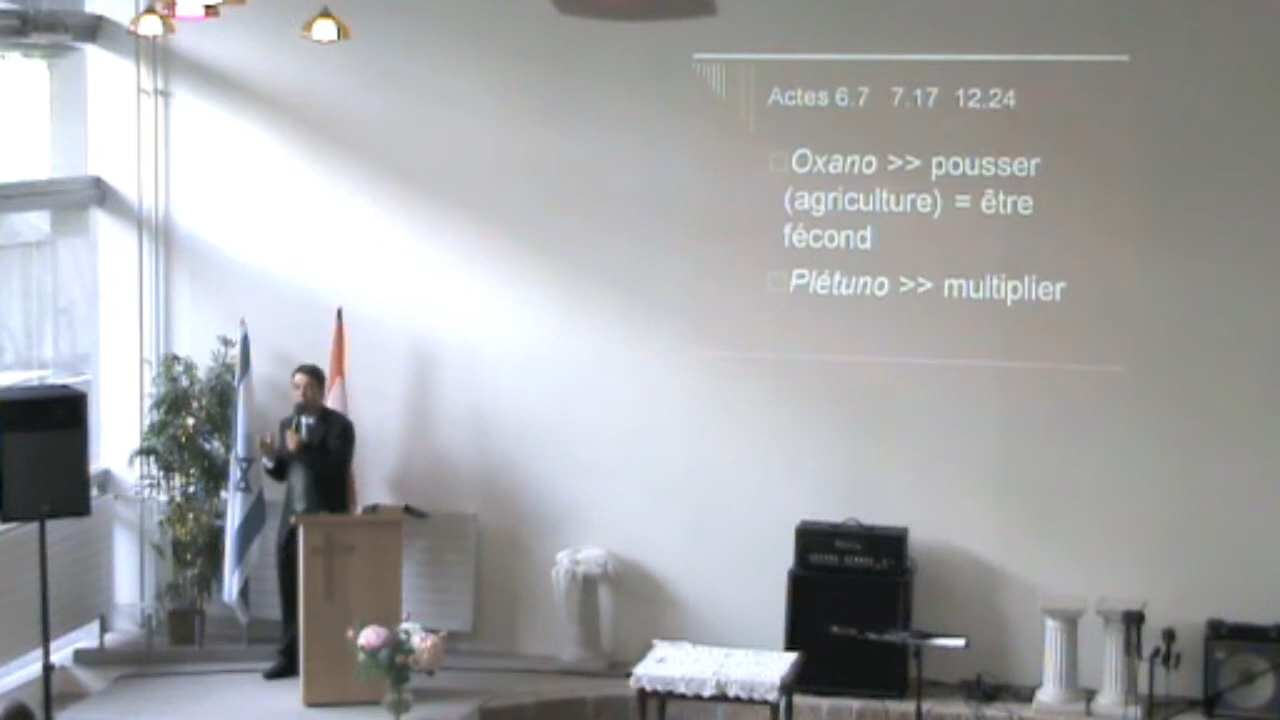 Actes 6.7 7.17 12.24
Oxano >> pousser
(agriculture) = être
fécond
Plétuno >> multiplier